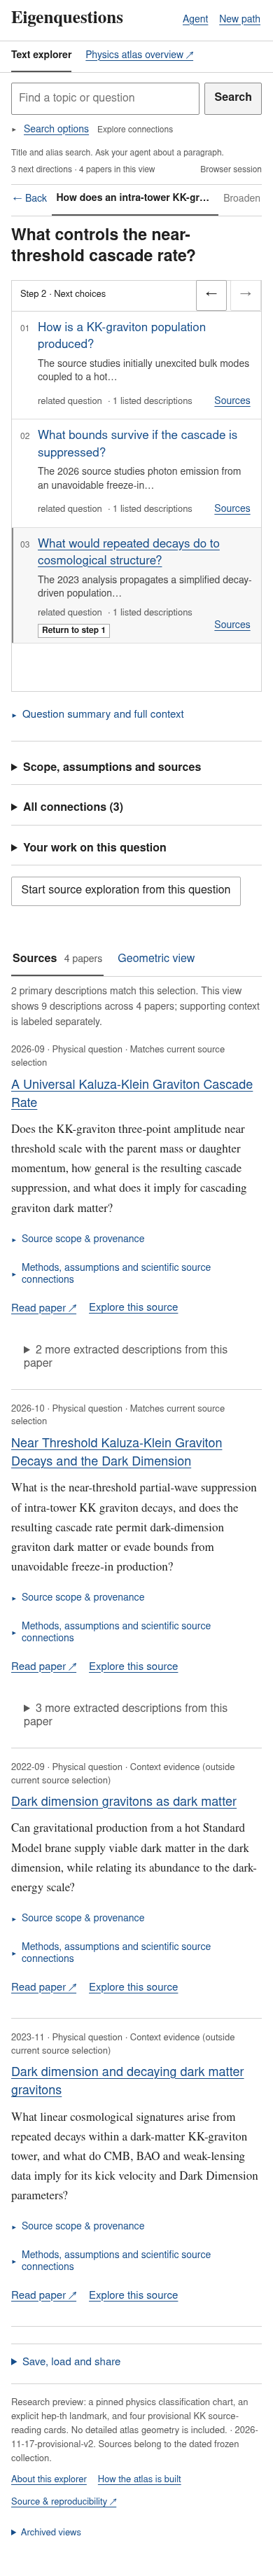 Eigenquestions
Agent New path
Text explorer Physics atlas overview ↗
Find a topic or question Search
▸ Search options Explore connections
Title and alias search. Ask your agent about a paragraph.
3 next directions · 4 papers in this view Browser session
← Back How does an intra-tower KK-gr… Broaden
What controls the near-
threshold cascade rate?
Step 2 · Next choices ← →
01 How is a KK-graviton population
produced?
The source studies initially unexcited bulk modes
coupled to a hot…
related question · 1 listed descriptions Sources
02 What bounds survive if the cascade is
suppressed?
The 2026 source studies photon emission from
an unavoidable freeze-in…
related question · 1 listed descriptions Sources
03 What would repeated decays do to
cosmological structure?
The 2023 analysis propagates a simplified decay-
driven population…
related question · 1 listed descriptions
Return to step 1 Sources
▸ Question summary and full context
▶ Scope, assumptions and sources
▶ All connections (3)
▶ Your work on this question
Start source exploration from this question
Sources 4 papers Geometric view
2 primary descriptions match this selection. This view
shows 9 descriptions across 4 papers; supporting context
is labeled separately.
2026-09 · Physical question · Matches current source
selection
A Universal Kaluza-Klein Graviton Cascade
Rate
Does the KK-graviton three-point amplitude near
threshold scale with the parent mass or daughter
momentum, how general is the resulting cascade
suppression, and what does it imply for cascading
graviton dark matter?
▸ Source scope & provenance
▸ Methods, assumptions and scientific source
connections
Read paper ↗ Explore this source
▶ 2 more extracted descriptions from this
paper
2026-10 · Physical question · Matches current source
selection
Near Threshold Kaluza-Klein Graviton
Decays and the Dark Dimension
What is the near-threshold partial-wave suppression
of intra-tower KK graviton decays, and does the
resulting cascade rate permit dark-dimension
graviton dark matter or evade bounds from
unavoidable freeze-in production?
▸ Source scope & provenance
▸ Methods, assumptions and scientific source
connections
Read paper ↗ Explore this source
▶ 3 more extracted descriptions from this
paper
2022-09 · Physical question · Context evidence (outside
current source selection)
Dark dimension gravitons as dark matter
Can gravitational production from a hot Standard
Model brane supply viable dark matter in the dark
dimension, while relating its abundance to the dark-
energy scale?
▸ Source scope & provenance
▸ Methods, assumptions and scientific source
connections
Read paper ↗ Explore this source
2023-11 · Physical question · Context evidence (outside
current source selection)
Dark dimension and decaying dark matter
gravitons
What linear cosmological signatures arise from
repeated decays within a dark-matter KK-graviton
tower, and what do CMB, BAO and weak-lensing
data imply for its kick velocity and Dark Dimension
parameters?
▸ Source scope & provenance
▸ Methods, assumptions and scientific source
connections
Read paper ↗ Explore this source
▶ Save, load and share
Research preview: a pinned physics classification chart, an
explicit hep-th landmark, and four provisional KK source-
reading cards. No detailed atlas geometry is included. · 2026-
11-17-provisional-v2. Sources belong to the dated frozen
collection.
About this explorer How the atlas is built
Source & reproducibility ↗
▶ Archived views